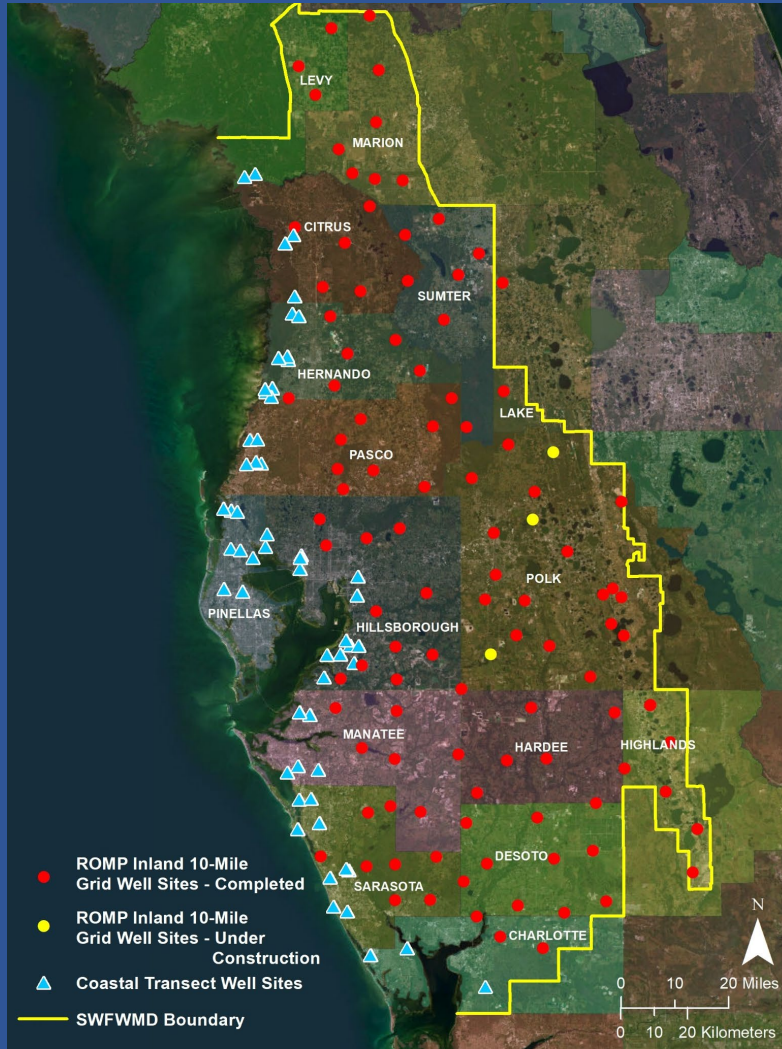 LEVY
MARION
CITRUS
SUMTER
HERNANDO
LAKE
PASCO
POLK
PINELLAS
HILLSBOROUGH
MANATEE
HARDEE
HIGHLANDS
DESOTO
SARASOTA
CHARLOTTE
ROMP Inland 10-Mile
Grid Well Sites - Completed
ROMP Inland 10-Mile
Grid Well Sites - Under
Construction
Coastal Transect Well Sites
SWFWMD Boundary
N
0 10 20 Miles
0 10 20 Kilometers